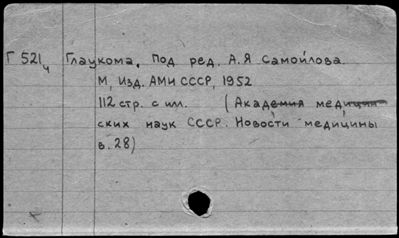 Г 521ч Глаукома. Под ред. А.Я Самойлова.
М, Изд. АМН СССР, 1952
112 стр. с илл. (Академия медицин
ских наук СССР. Новости медицины
в. 28)